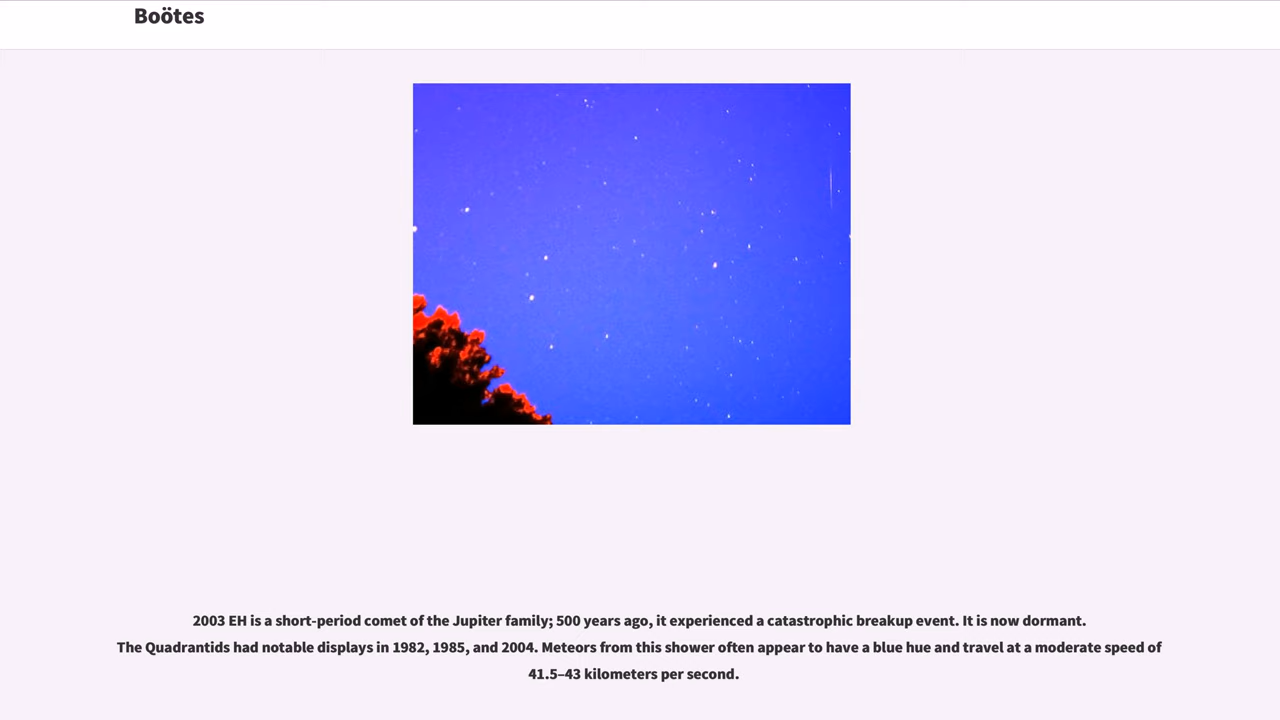 Boötes
2003 EH is a short-period comet of the Jupiter family; 500 years ago, it experienced a catastrophic breakup event. It is now dormant.
The Quadrantids had notable displays in 1982, 1985, and 2004. Meteors from this shower often appear to have a blue hue and travel at a moderate speed of
41.5–43 kilometers per second.